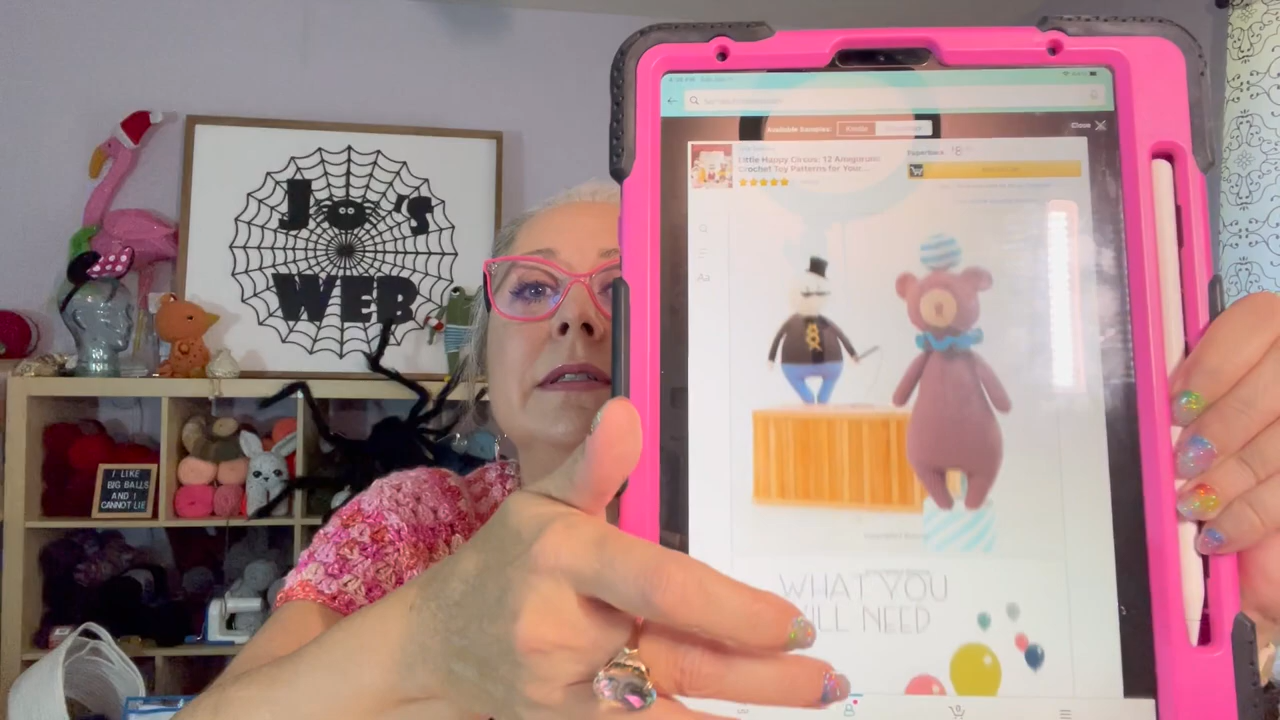 J 's
WEB
I LIKE
BIG BALLS
AND I
CANNOT LIE
Available Samples: Kindle
Close X
Little Happy Circus: 12 Amigurumi
Crochet Toy Patterns for Your...
Paperback
Aa
WHAT YOU
WILL NEED